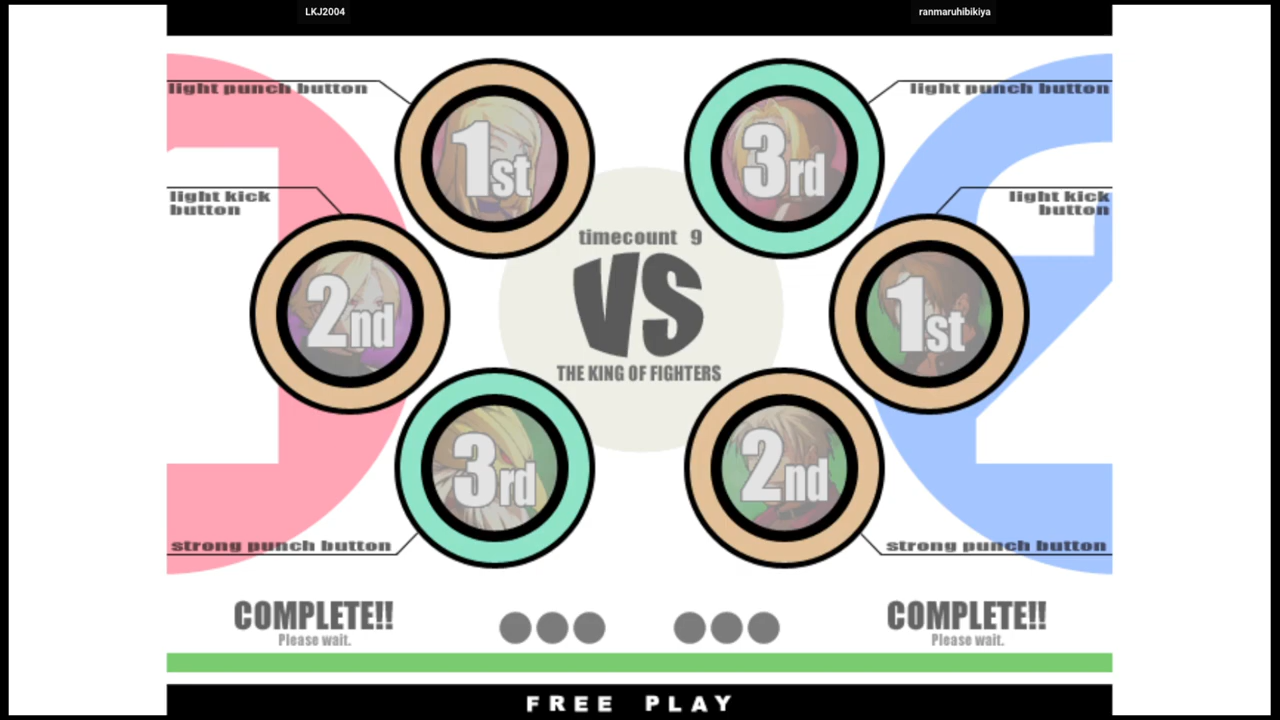 LKJ2004
ranmaruhibikiya
light punch button
light punch button
1st
3rd
light kick
button
light kick
button
timecount 9
VS
THE KING OF FIGHTERS
2nd
1st
3rd
2nd
strong punch button
strong punch button
COMPLETE!!
Please wait.
COMPLETE!!
Please wait.
FREE PLAY